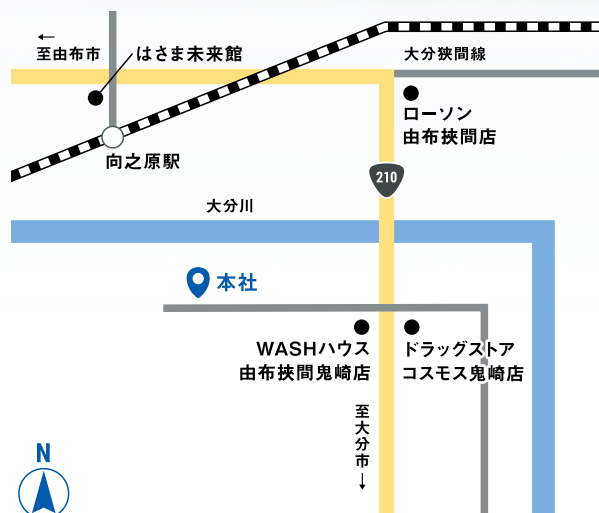 ←
至由布市
はさま未来館
大分狭間線
ローソン
由布挾間店
向之原駅
210
大分川
本社
WASHハウス
由布挾間鬼崎店
ドラッグストア
コスモス鬼崎店
至大分市→
N